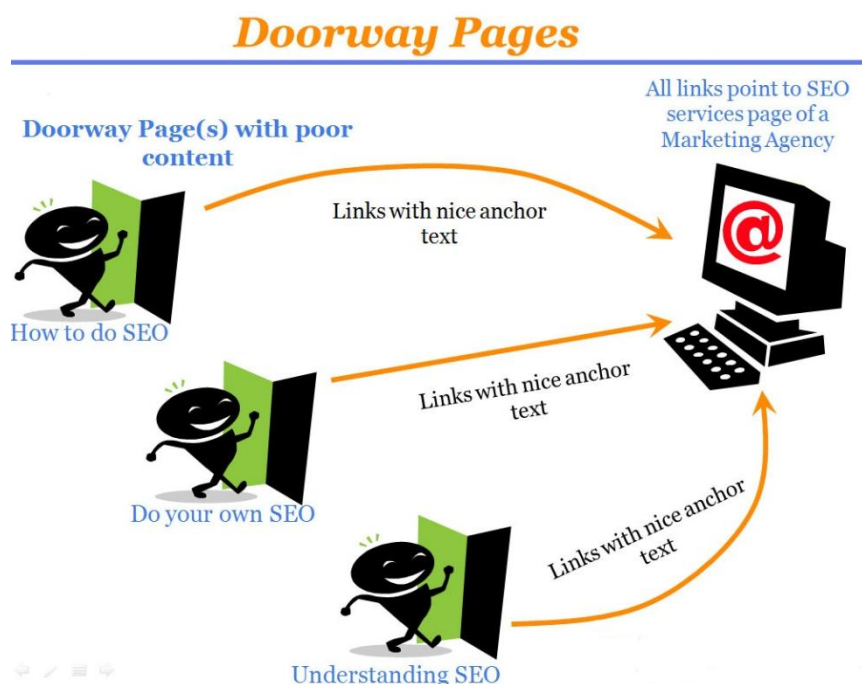 Doorway Pages
All links point to SEO
services page of a
Marketing Agency
Doorway Page(s) with poor
content
Links with nice anchor
text
@
How to do SEO
Links with nice anchor
text
Do your own SEO
Links with nice anchor
text
Understanding SEO